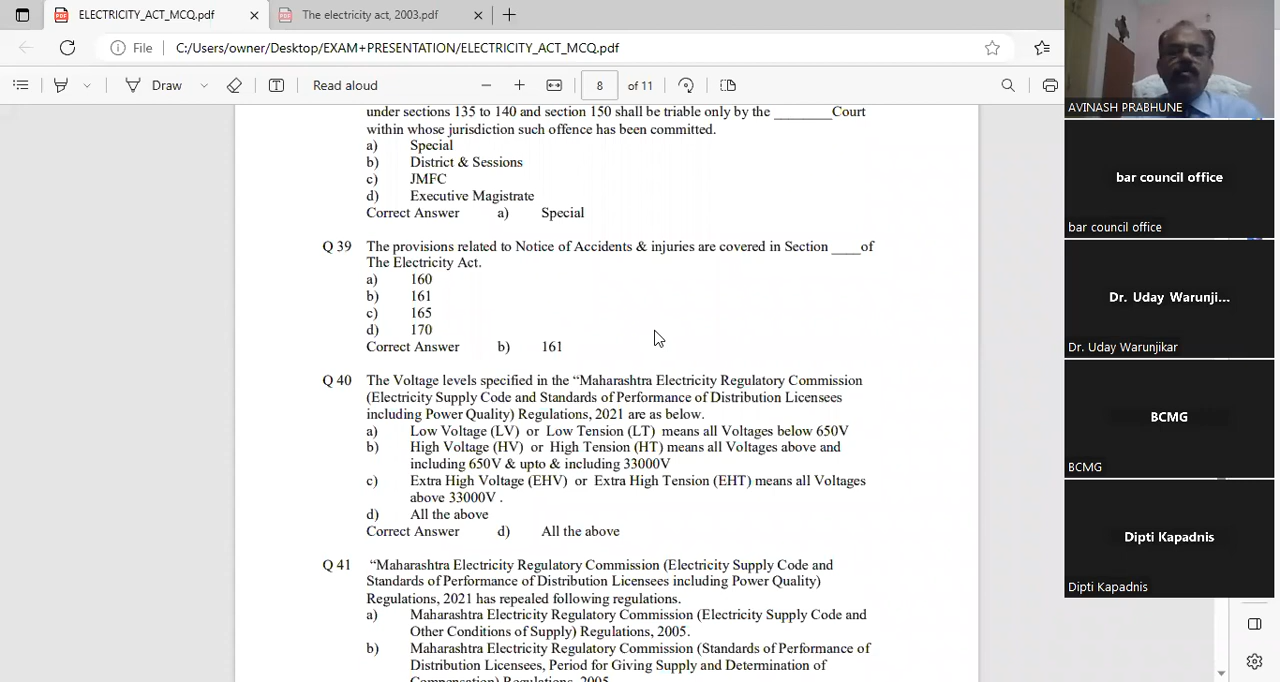 ELECTRICITY_ACT_MCQ.pdf
The electricity act, 2003.pdf
File
C:/Users/owner/Desktop/EXAM+PRESENTATION/ELECTRICITY_ACT_MCQ.pdf
Draw
Read aloud
8 of 11
under sections 135 to 140 and section 150 shall be triable only by the ________Court
within whose jurisdiction such offence has been committed.
a) Special
b) District & Sessions
c) JMFC
d) Executive Magistrate
Correct Answer a) Special
Q 39 The provisions related to Notice of Accidents & injuries are covered in Section ____of
The Electricity Act.
a) 160
b) 161
c) 165
d) 170
Correct Answer b) 161
Q 40 The Voltage levels specified in the “Maharashtra Electricity Regulatory Commission
(Electricity Supply Code and Standards of Performance of Distribution Licensees
including Power Quality) Regulations, 2021 are as below.
a) Low Voltage (LV) or Low Tension (LT) means all Voltages below 650V
b) High Voltage (HV) or High Tension (HT) means all Voltages above and
including 650V & upto & including 33000V
c) Extra High Voltage (EHV) or Extra High Tension (EHT) means all Voltages
above 33000V .
d) All the above
Correct Answer d) All the above
Q 41 “Maharashtra Electricity Regulatory Commission (Electricity Supply Code and
Standards of Performance of Distribution Licensees including Power Quality)
Regulations, 2021 has repealed following regulations.
a) Maharashtra Electricity Regulatory Commission (Electricity Supply Code and
Other Conditions of Supply) Regulations, 2005.
b) Maharashtra Electricity Regulatory Commission (Standards of Performance of
Distribution Licensees, Period for Giving Supply and Determination of
Compensation) Regulations, 2005
AVINASH PRABHUNE
bar council office
bar council office
Dr. Uday Warunji...
Dr. Uday Warunjikar
BCMG
BCMG
Dipti Kapadnis
Dipti Kapadnis